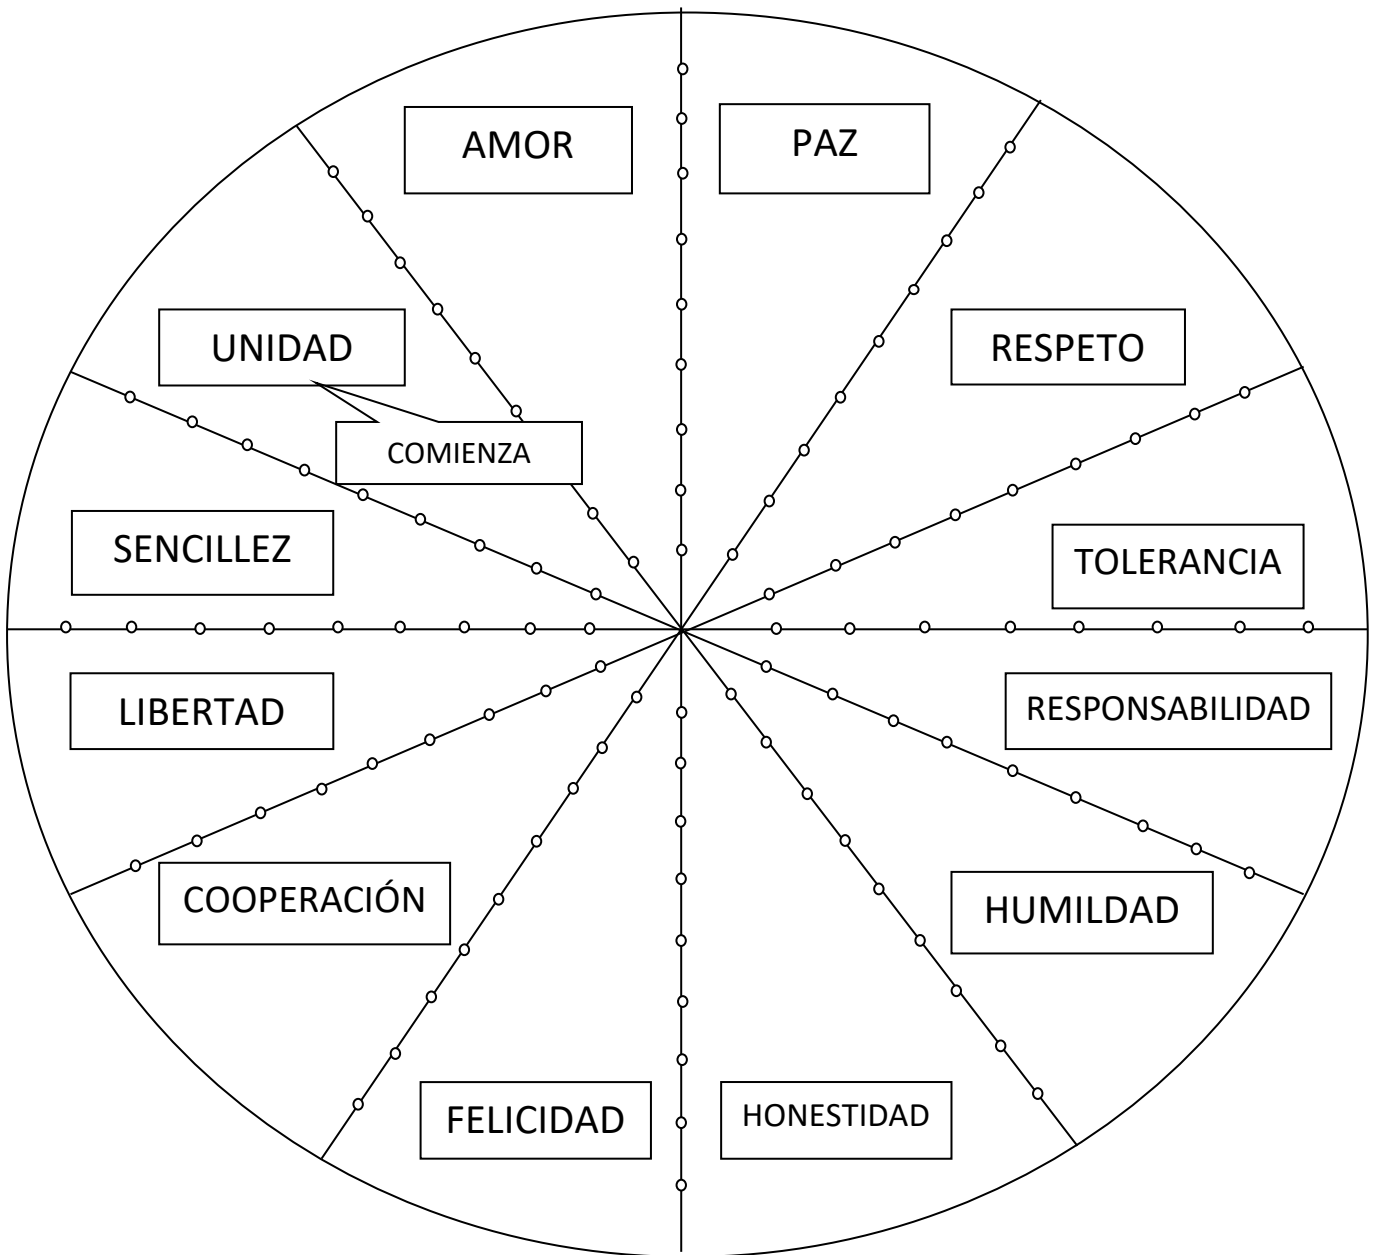 AMOR
PAZ
UNIDAD
RESPETO
COMIENZA
SENCILLEZ
TOLERANCIA
LIBERTAD
RESPONSABILIDAD
COOPERACIÓN
HUMILDAD
FELICIDAD
HONESTIDAD